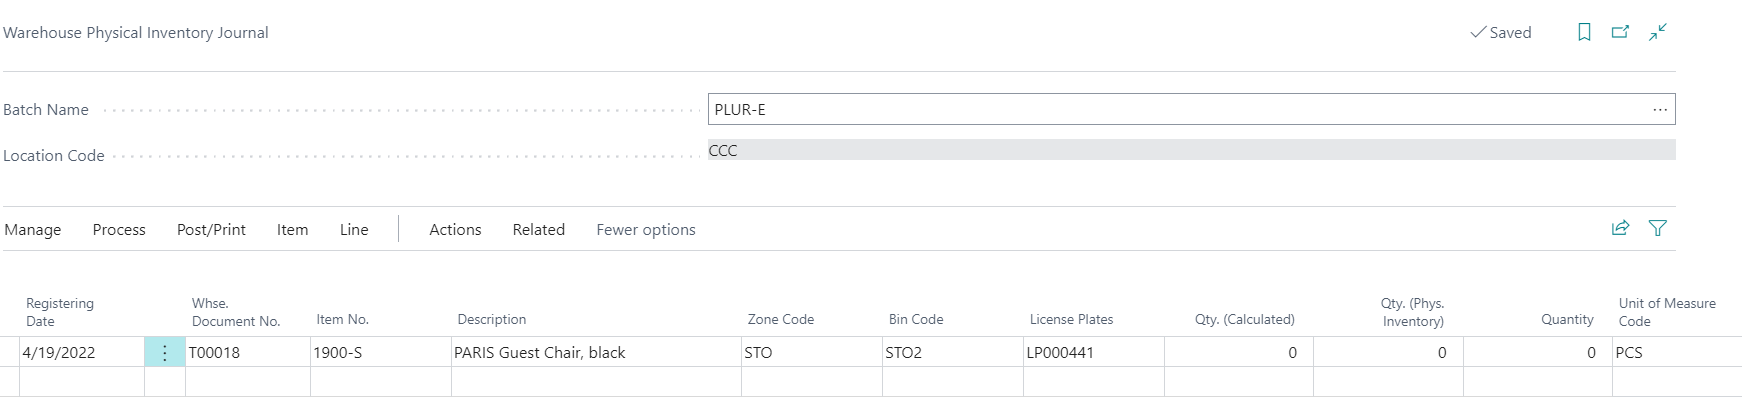 Warehouse Physical Inventory Journal
Saved
Batch Name
PLUR-E
Location Code
CCC
Manage Process Post/Print Item Line Actions Related Fewer options
Registering Date
Whse. Document No.
Item No.
Description
Zone Code
Bin Code
License Plates
Qty. (Calculated)
Qty. (Phys. Inventory)
Quantity
Unit of Measure Code
4/19/2022 T00018 1900-S PARIS Guest Chair, black STO STO2 LP000441 0 0 0 PCS